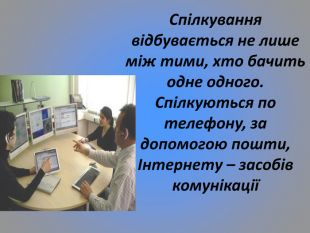 Спілкування
відбувається не лише
між тими, хто бачить
одне одного.
Спілкуються по
телефону, за
допомогою пошти,
Інтернету – засобів
комунікації